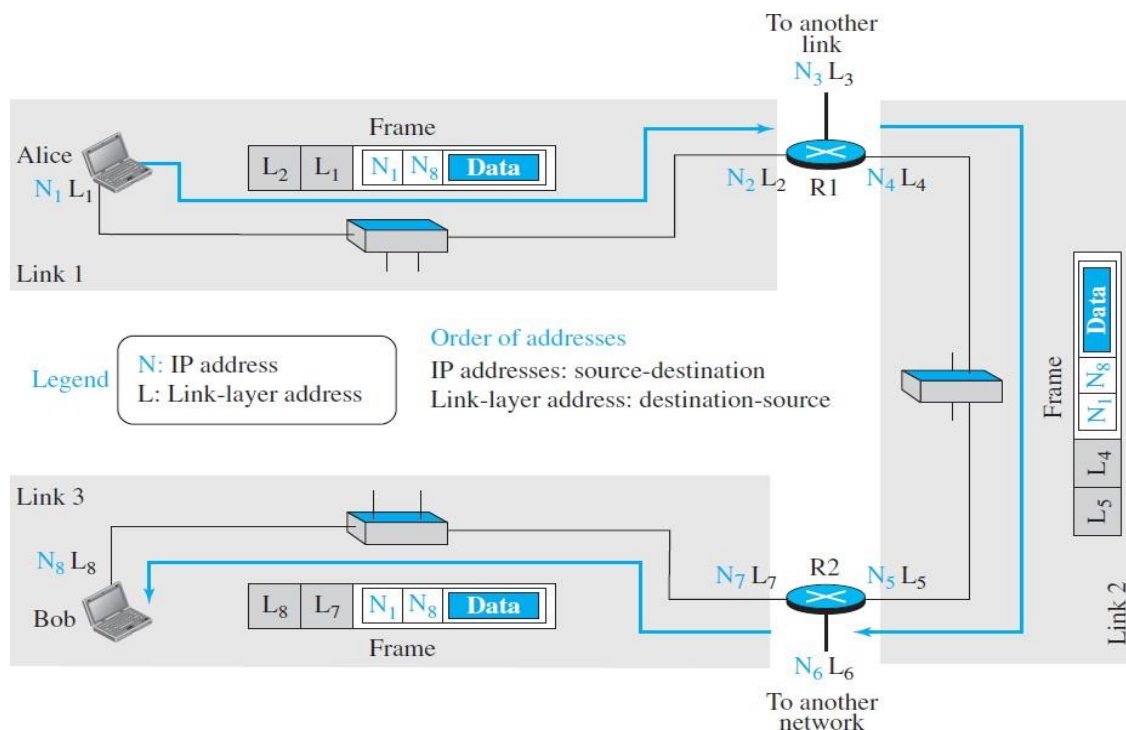 To another
link
N₃ L₃
Frame
Alice
L₂ L₁ N₁ N₈ Data
N₁ L₁
N₂ L₂
R1
N₄ L₄
Link 1
Legend
N: IP address
L: Link-layer address
Order of addresses
IP addresses: source-destination
Link-layer address: destination-source
Frame
L₅ L₄ N₁ N₈ Data
Link 2
Link 3
N₈ L₈
Bob
L₈ L₇ N₁ N₈ Data
Frame
N₇ L₇
R2
N₅ L₅
N₆ L₆
To another
network